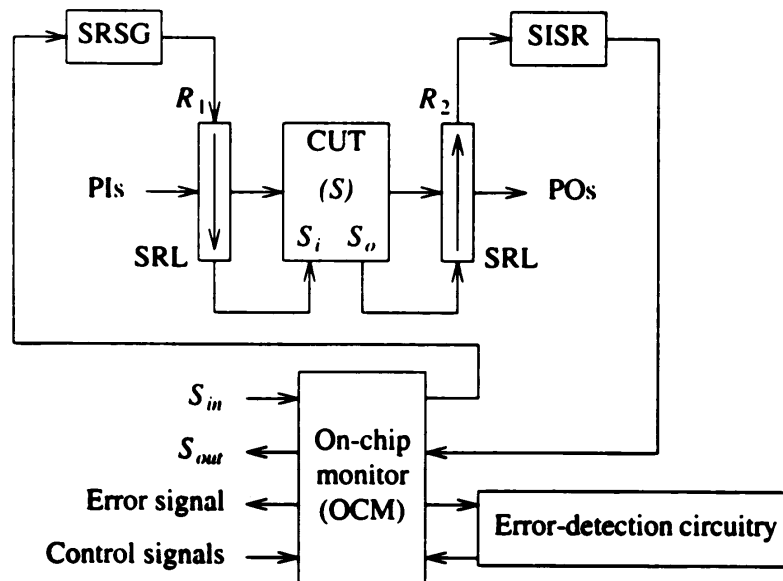 SRSG
SISR
R1
R2
CUT
(S)
Si So
PIs
POs
SRL
SRL
Sin
Sout
Error signal
Control signals
On-chip
monitor
(OCM)
Error-detection circuitry